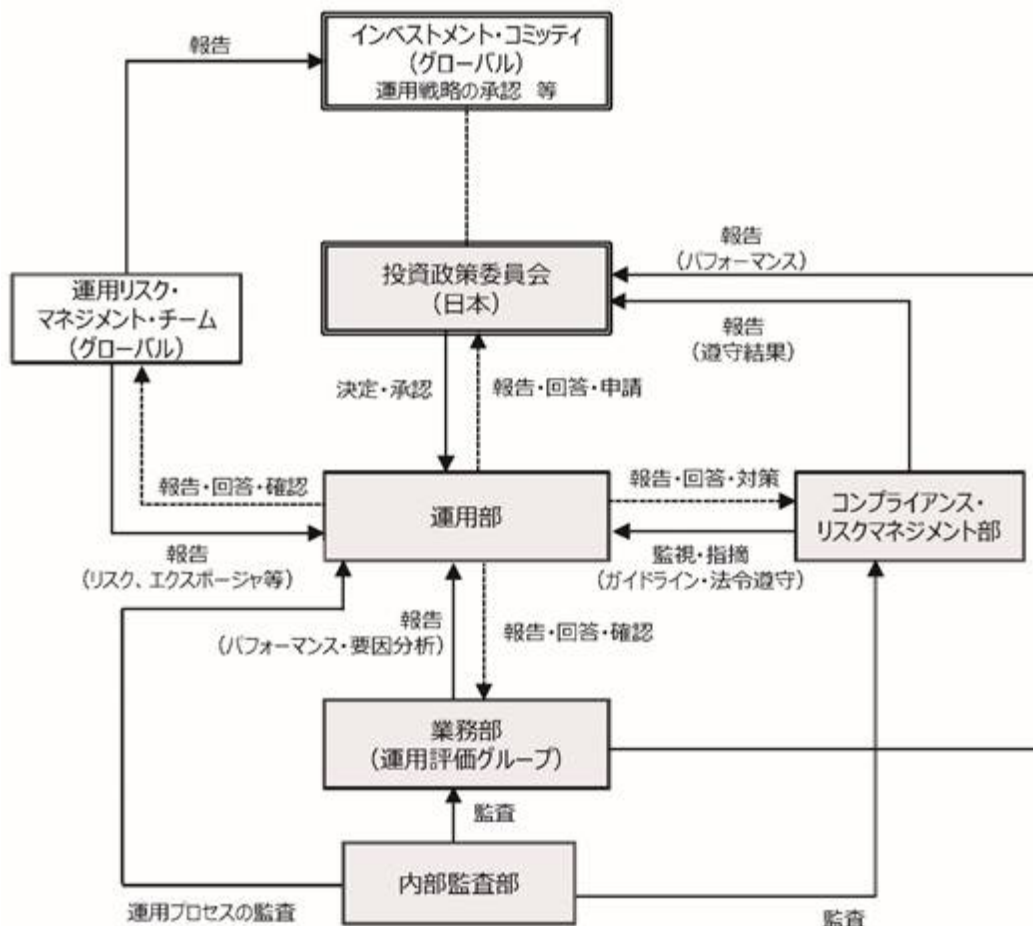 報告
インベストメント・コミッティ
(グローバル)
運用戦略の承認 等
報告
(パフォーマンス)
投資政策委員会
(日本)
運用リスク・
マネジメント・チーム
(グローバル)
報告
(遵守結果)
決定・承認
報告・回答・申請
報告・回答・確認
報告・回答・対策
運用部
コンプライアンス・
リスクマネジメント部
報告
(リスク、エクスポージャ等)
監視・指摘
(ガイドライン・法令遵守)
報告
(パフォーマンス・要因分析)
報告・回答・確認
業務部
(運用評価グループ)
監査
内部監査部
運用プロセスの監査
監査